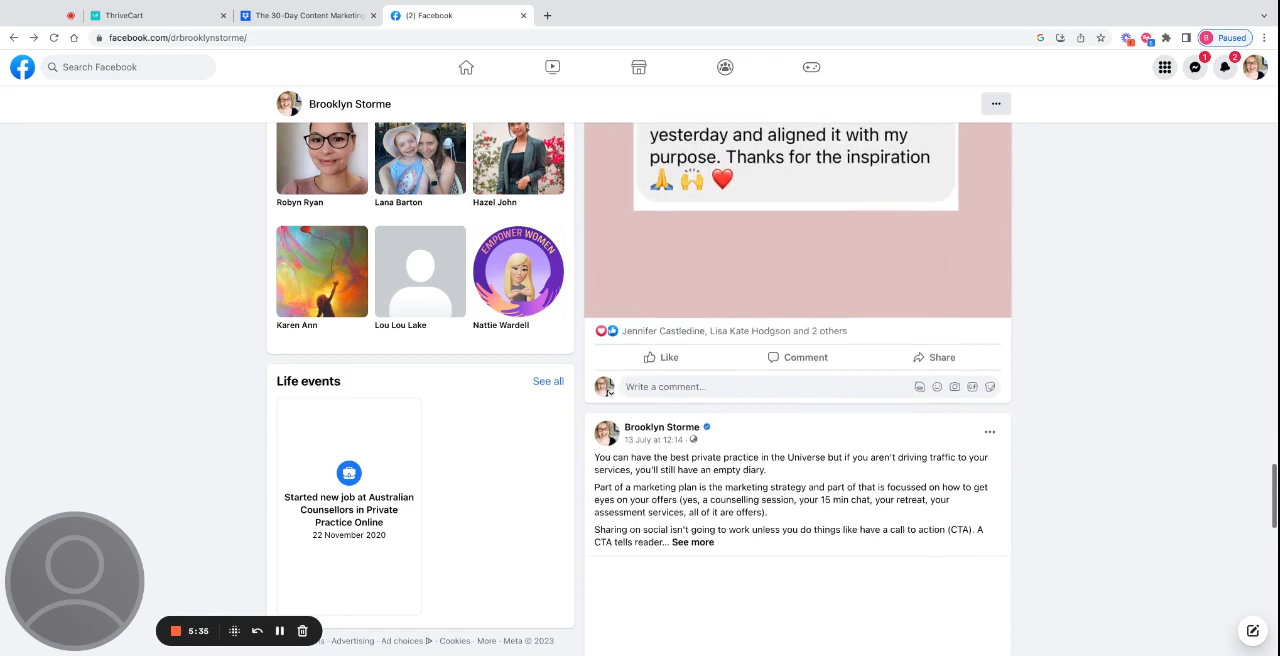 ThriveCart
The 30-Day Content Marketing
(2) Facebook
facebook.com/drbrooklynstorme/
Paused
Search Facebook
1
2
Brooklyn Storme
yesterday and aligned it with my
purpose. Thanks for the inspiration
🙏 🙌 ❤️
Robyn Ryan
Lana Barton
Hazel John
EMPOWER WOMEN
Karen Ann
Lou Lou Lake
Nattie Wardell
Jennifer Castledine, Lisa Kate Hodgson and 2 others
Like
Comment
Share
Write a comment...
Life events
See all
Started new job at Australian
Counsellors in Private
Practice Online
22 November 2020
Brooklyn Storme
13 July at 12:14 ·
You can have the best private practice in the Universe but if you aren't driving traffic to your
services, you'll still have an empty diary.
Part of a marketing plan is the marketing strategy and part of that is focussed on how to get
eyes on your offers (yes, a counselling session, your 15 min chat, your retreat, your
assessment services, all of it are offers).
Sharing on social isn't going to work unless you do things like have a call to action (CTA). A
CTA tells reader... See more
5:35
· Advertising · Ad choices · Cookies · More · Meta © 2023